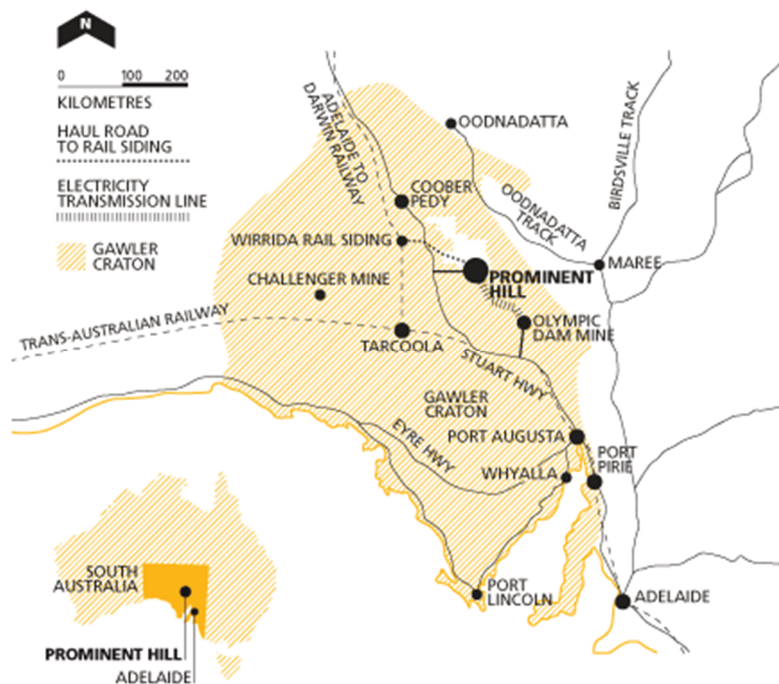 N
0 100 200
KILOMETRES
HAUL ROAD
TO RAIL SIDING
ELECTRICITY
TRANSMISSION LINE
GAWLER
CRATON
ADELAIDE TO
DARWIN RAILWAY
OODNADATTA
BIRDSVILLE TRACK
COOBER
PEDY
OODNADATTA
TRACK
WIRRIDA RAIL SIDING
MAREE
CHALLENGER MINE
PROMINENT
HILL
TRANS-AUSTRALIAN RAILWAY
OLYMPIC
DAM MINE
TARCOOLA
STUART HWY
GAWLER
CRATON
EYRE HWY
PORT AUGUSTA
PORT
PIRIE
WHYALLA
PORT
LINCOLN
ADELAIDE
SOUTH
AUSTRALIA
PROMINENT HILL
ADELAIDE